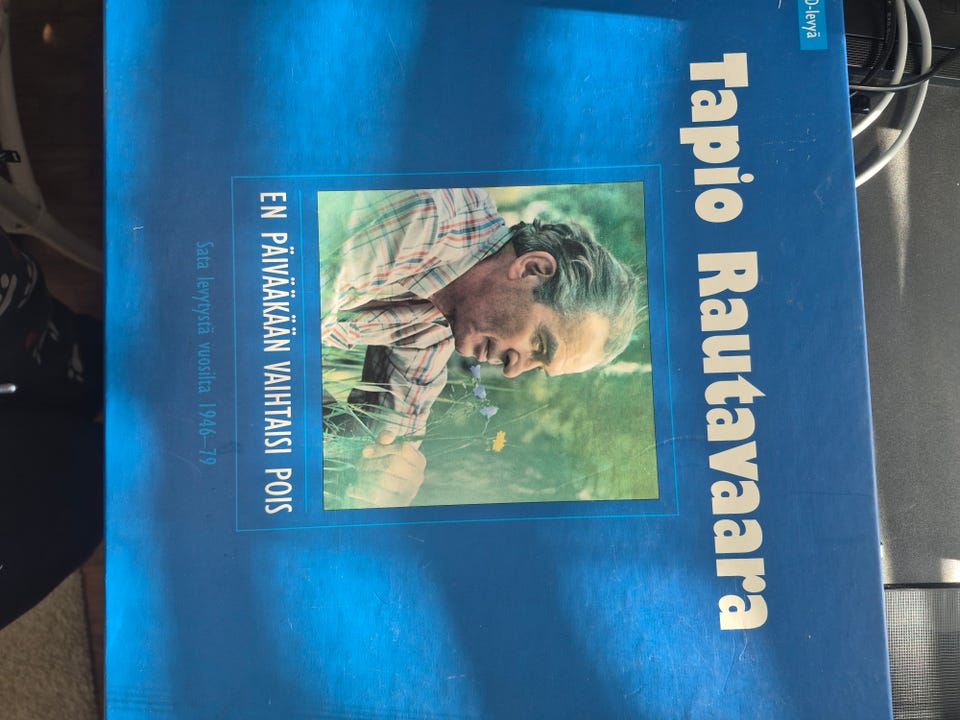 D-levyä
Tapio Rautavaara
EN PÄIVÄÄKÄÄN VAIHTAISI POIS
Sata levytystä vuosilta 1946–79